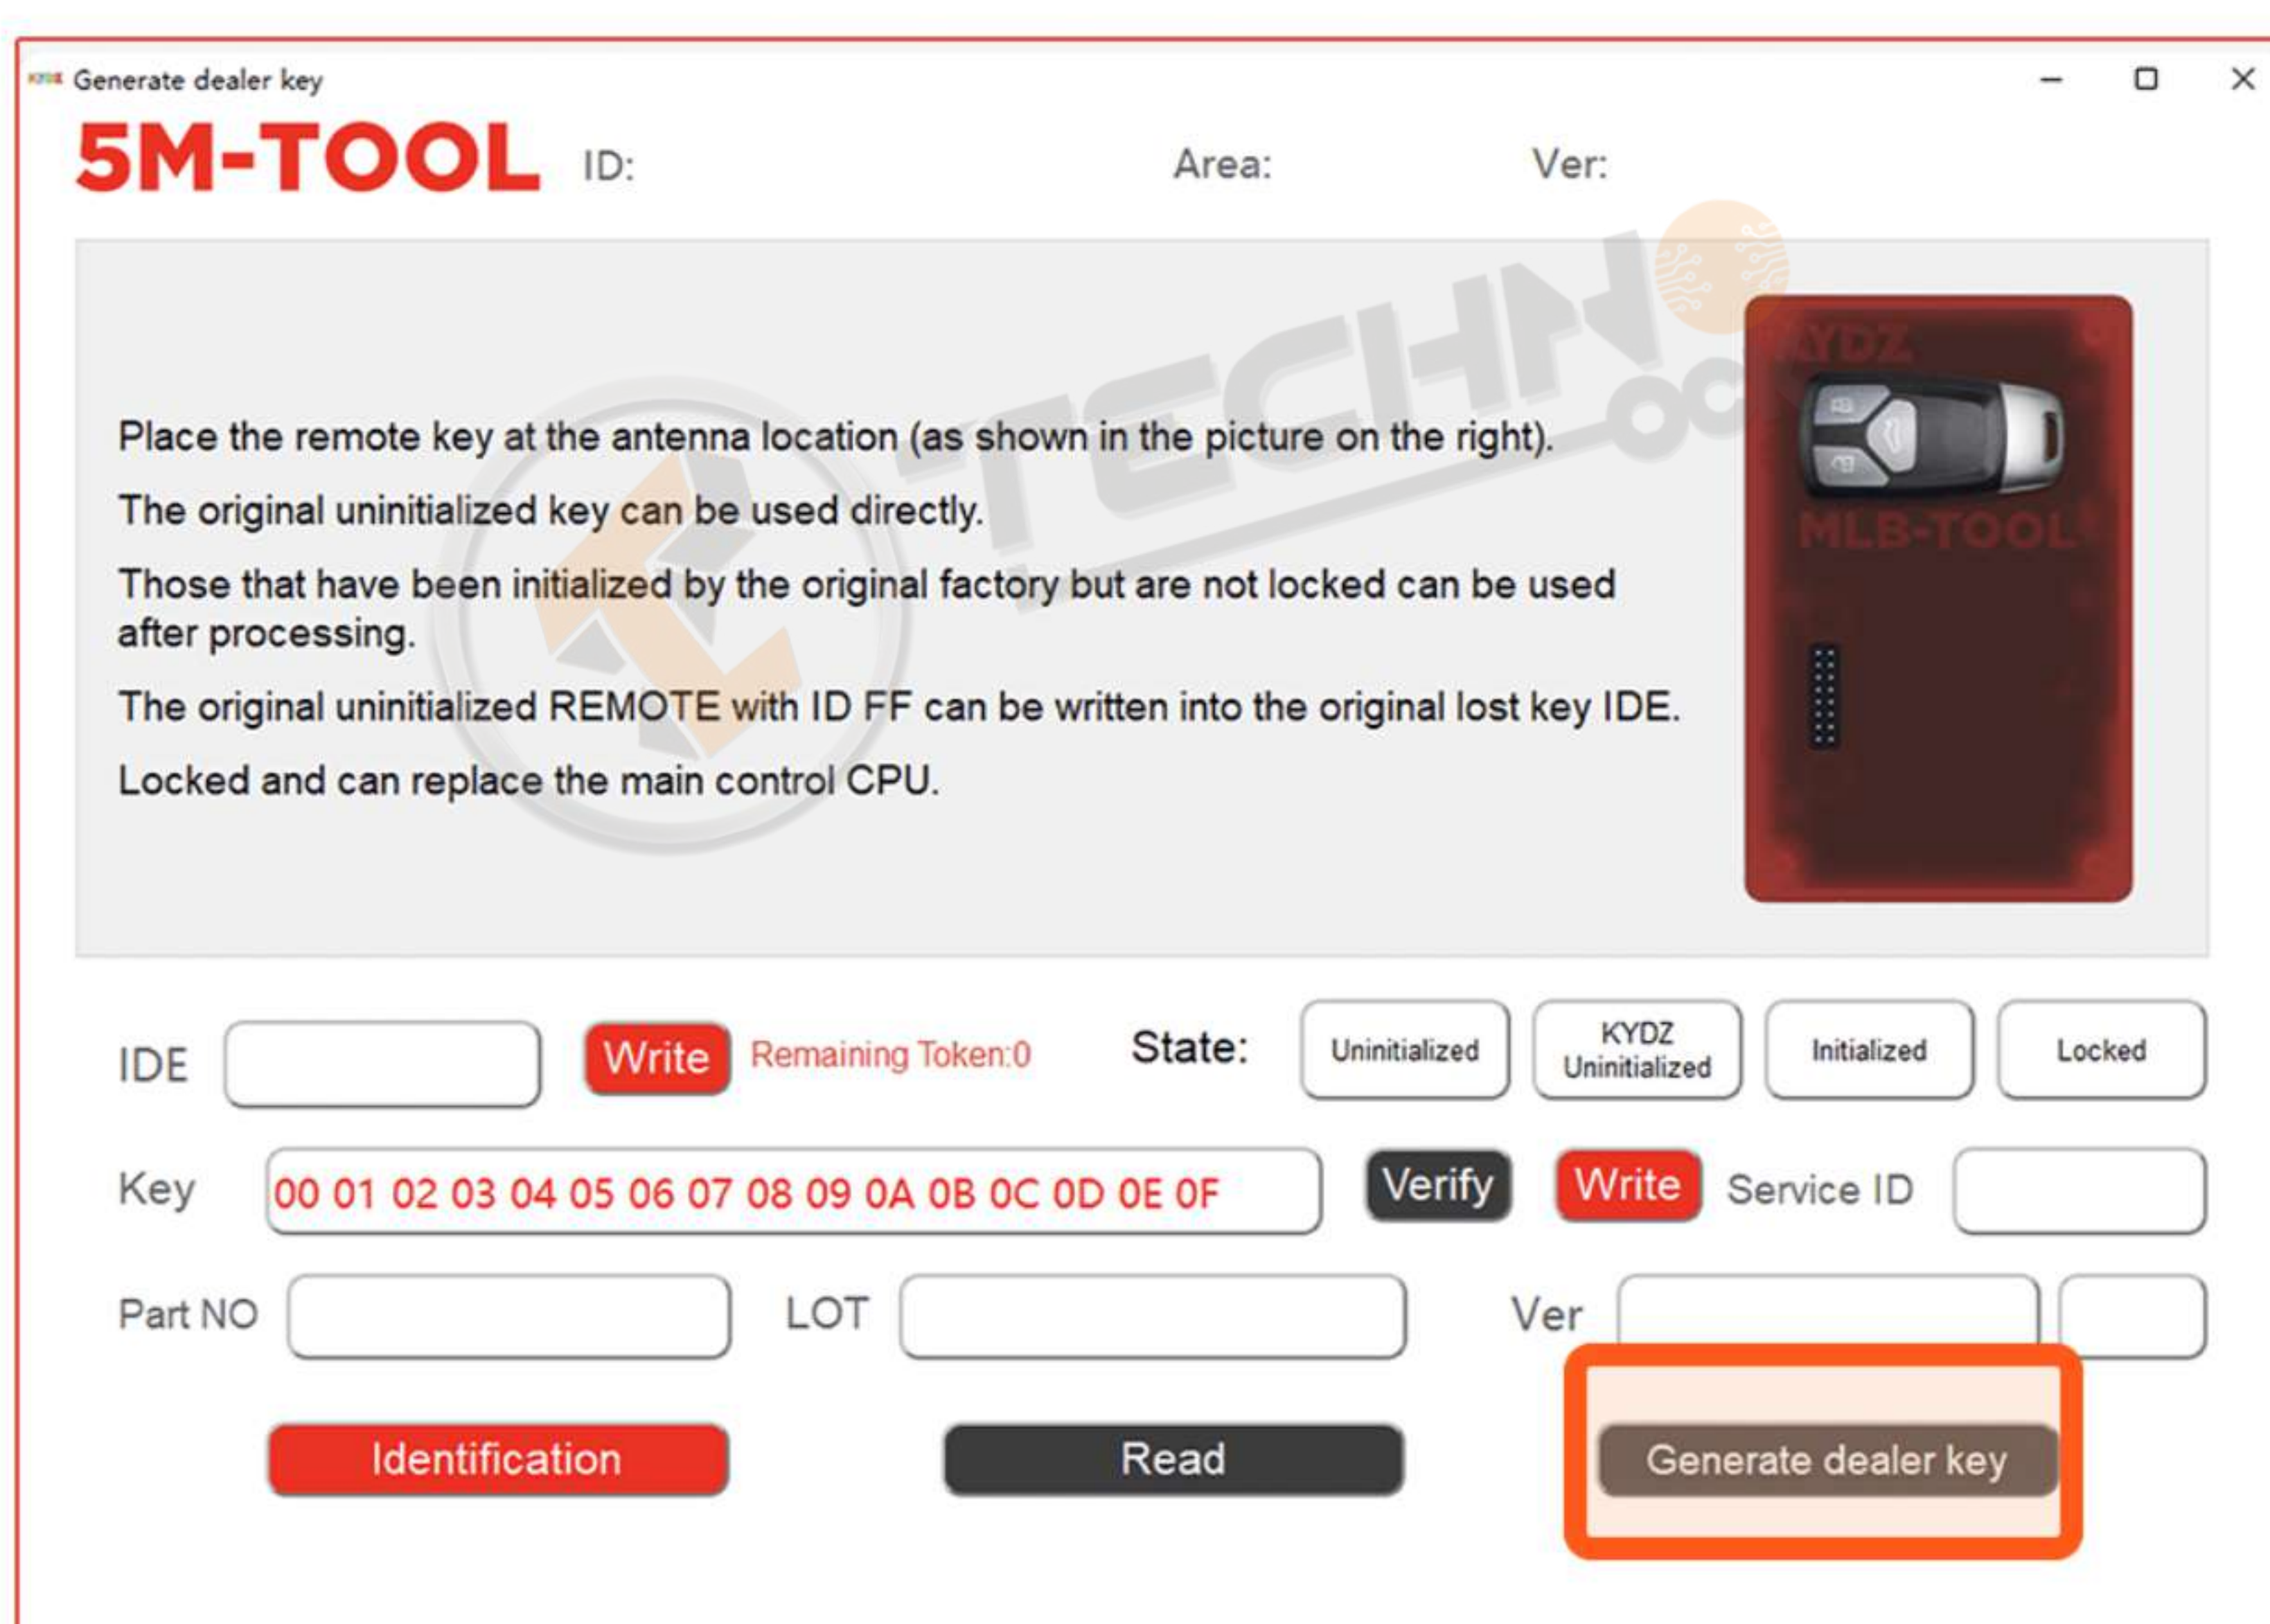 KYDZ Generate dealer key
5M-TOOL ID: Area: Ver:
TECHN
KYDZ
MLB-TOOL
Place the remote key at the antenna location (as shown in the picture on the right).
The original uninitialized key can be used directly.
Those that have been initialized by the original factory but are not locked can be used
after processing.
The original uninitialized REMOTE with ID FF can be written into the original lost key IDE.
Locked and can replace the main control CPU.
IDE Write Remaining Token:0 State: Uninitialized KYDZ Uninitialized Initialized Locked
Key 00 01 02 03 04 05 06 07 08 09 0A 0B 0C 0D 0E 0F Verify Write Service ID
Part NO LOT Ver
Identification Read Generate dealer key